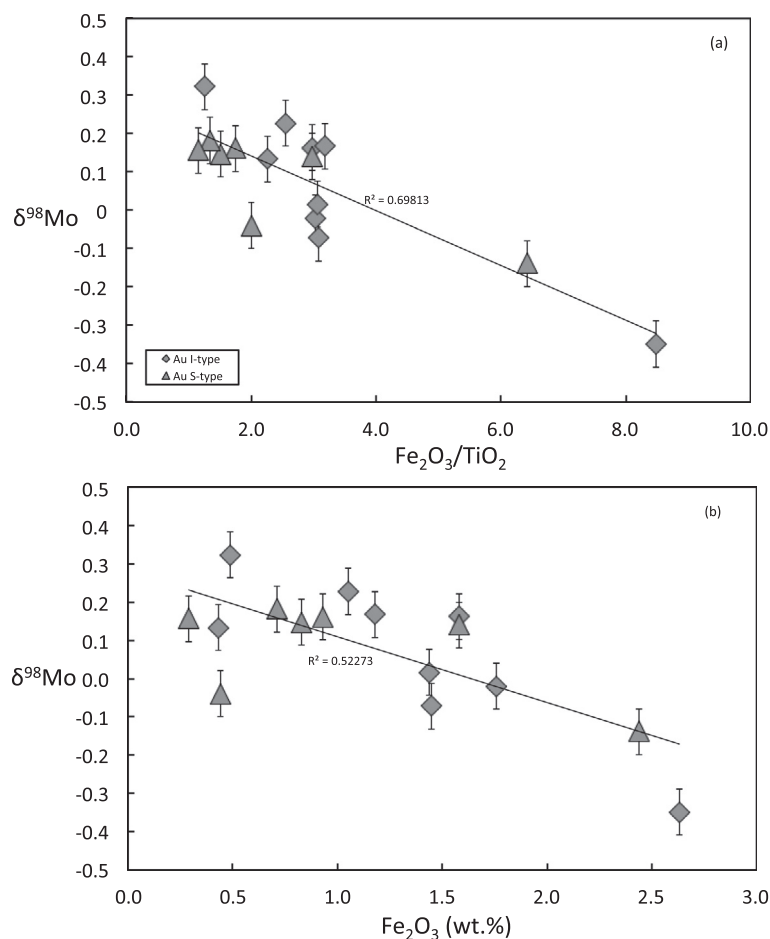 0.5
(a)
0.4
0.3
0.2
0.1
R² = 0.69813
0
δ⁹⁸Mo
-0.1
-0.2
-0.3
Au I-type
-0.4
Au S-type
-0.5
0.0 2.0 4.0 6.0 8.0 10.0
Fe₂O₃/TiO₂
0.5
(b)
0.4
0.3
0.2
0.1
R² = 0.52273
δ⁹⁸Mo
0.0
-0.1
-0.2
-0.3
-0.4
-0.5
0.0 0.5 1.0 1.5 2.0 2.5 3.0
Fe₂O₃ (wt.%)